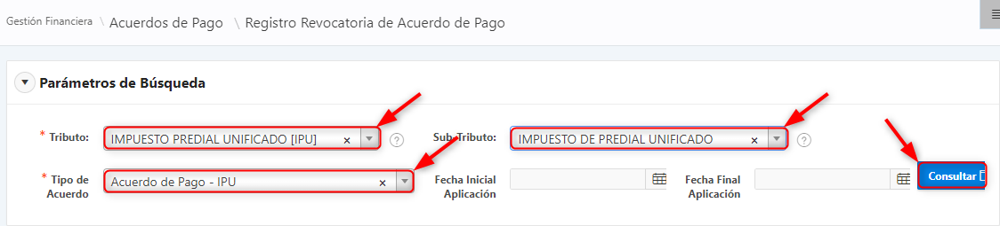 Gestión Financiera \ Acuerdos de Pago \ Registro Revocatoria de Acuerdo de Pago
Parámetros de Búsqueda
* Tributo: IMPUESTO PREDIAL UNIFICADO [IPU] × ? Sub-Tributo: IMPUESTO DE PREDIAL UNIFICADO × ?
* Tipo de Acuerdo Acuerdo de Pago - IPU × Fecha Inicial Aplicación Fecha Final Aplicación Consultar